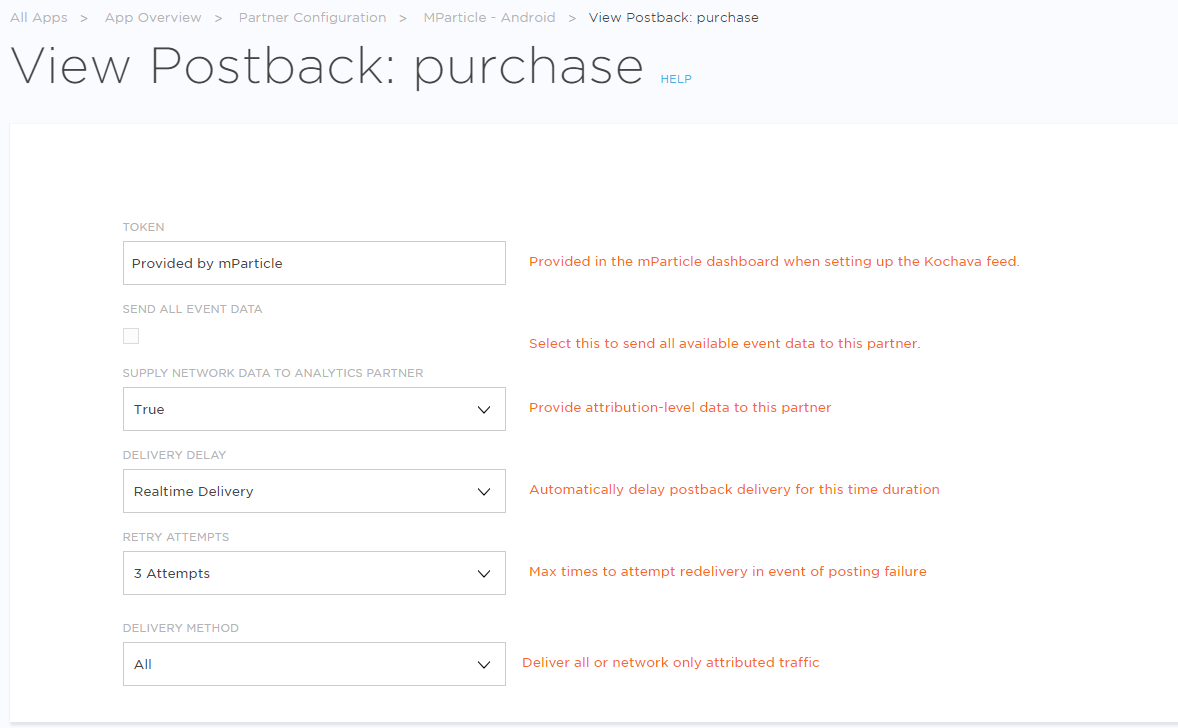 All Apps > App Overview > Partner Configuration > MParticle - Android > View Postback: purchase
View Postback: purchase HELP
TOKEN
Provided by mParticle Provided in the mParticle dashboard when setting up the Kochava feed.
SEND ALL EVENT DATA
Select this to send all available event data to this partner.
SUPPLY NETWORK DATA TO ANALYTICS PARTNER
True Provide attribution-level data to this partner
DELIVERY DELAY
Realtime Delivery Automatically delay postback delivery for this time duration
RETRY ATTEMPTS
3 Attempts Max times to attempt redelivery in event of posting failure
DELIVERY METHOD
All Deliver all or network only attributed traffic